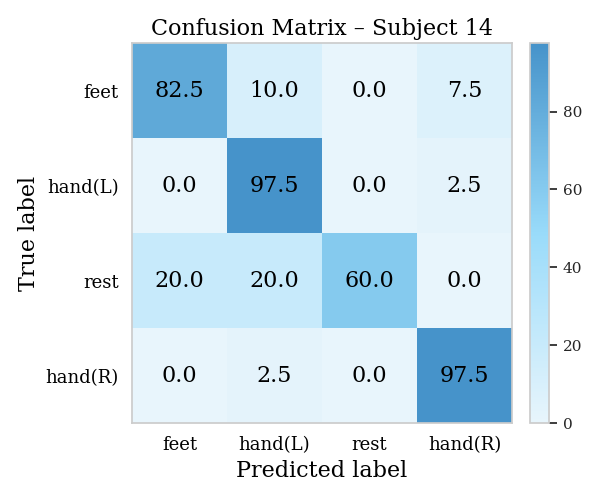 Confusion Matrix – Subject 14
feet 82.5 10.0 0.0 7.5
hand(L) 0.0 97.5 0.0 2.5
rest 20.0 20.0 60.0 0.0
hand(R) 0.0 2.5 0.0 97.5
feet hand(L) rest hand(R)
Predicted label
True label
80
60
40
20
0